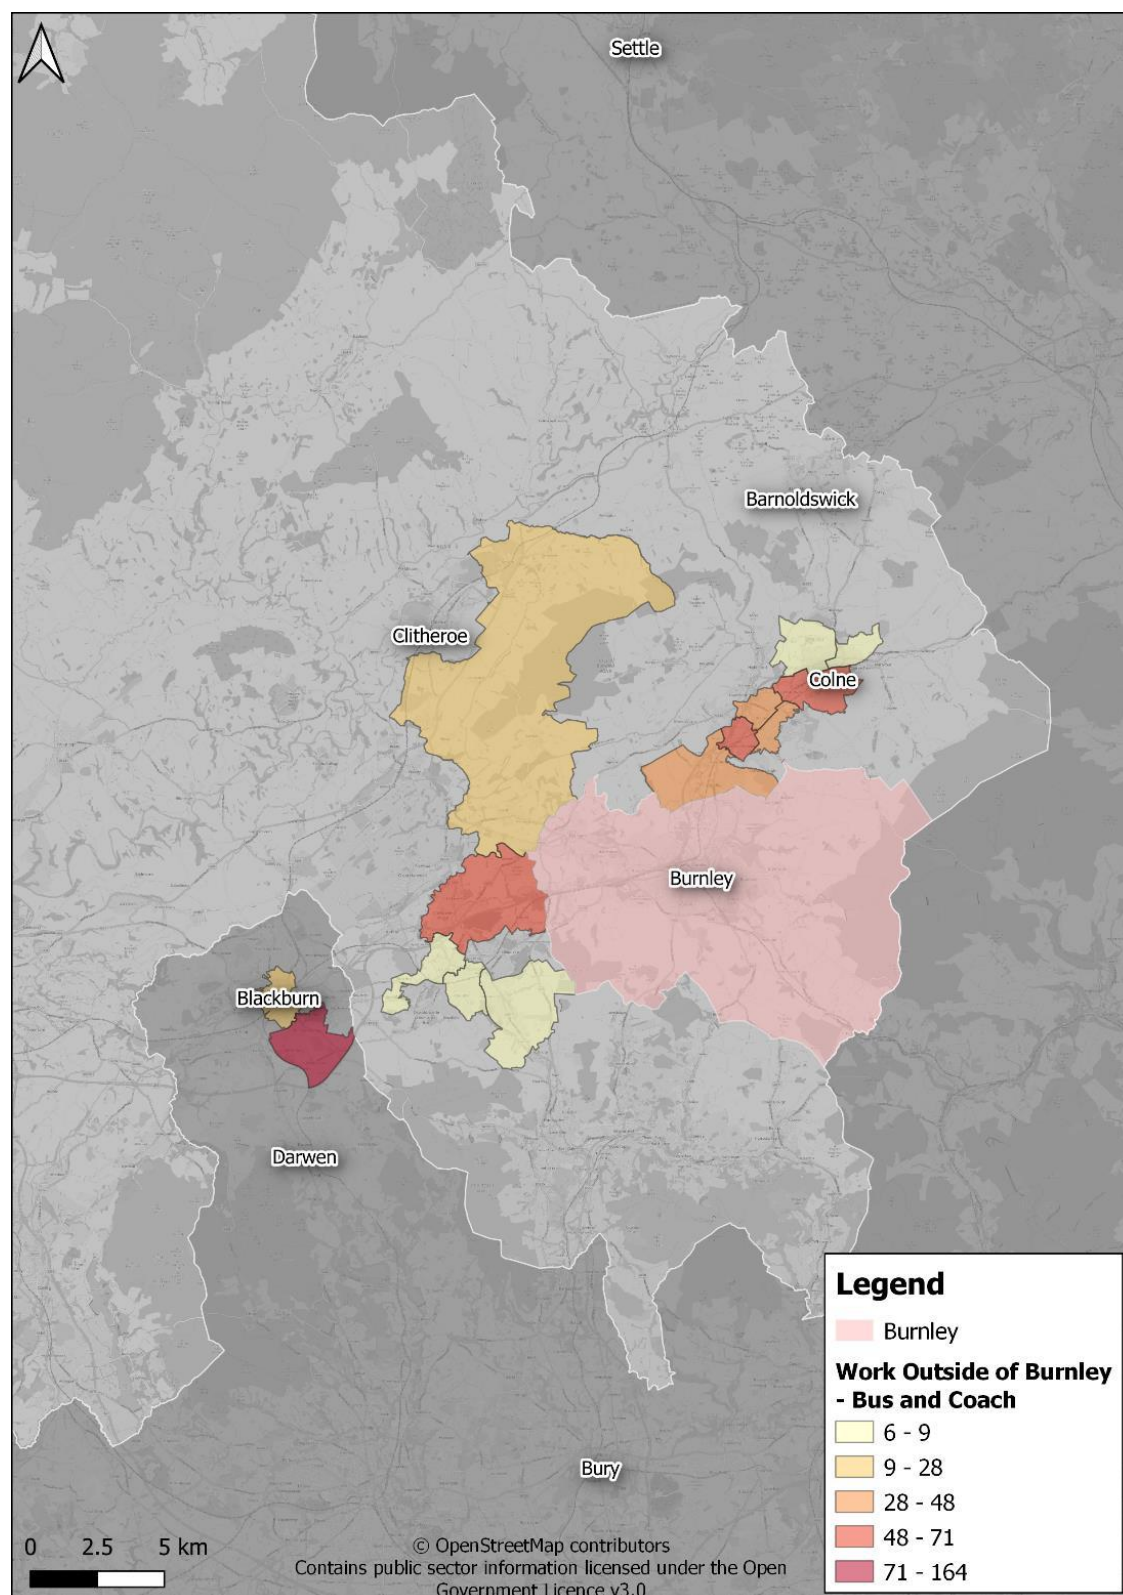 Settle
Barnoldswick
Clitheroe
Colne
Burnley
Blackburn
Darwen
Bury
Legend
Burnley
Work Outside of Burnley
- Bus and Coach
6 - 9
9 - 28
28 - 48
48 - 71
71 - 164
0 2.5 5 km
© OpenStreetMap contributors
Contains public sector information licensed under the Open
Government Licence v3.0